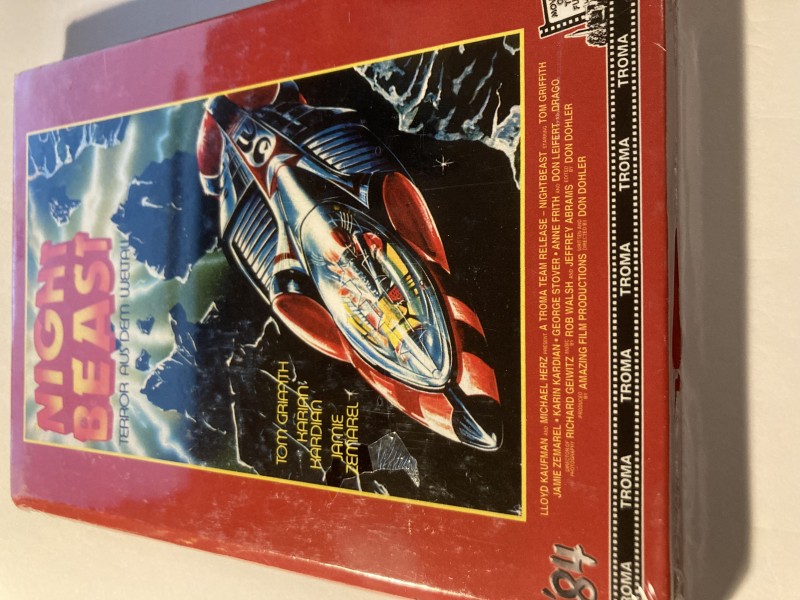 NIGHT
BEAST
TERROR AUS DEM WELTALL
TOM GRIFFITH
KARIAN
KARDIAN
JAMIE
ZEMAREL
LLOYD KAUFMAN AND MICHAEL HERZ PRESENT A TROMA TEAM RELEASE - NIGHTBEAST STARRING TOM GRIFFITH
JAMIE ZEMAREL • KARIN KARDIAN • GEORGE STOVER • ANNE FRITH AND DON LEIFERT AS DRAGO
DIRECTOR OF PHOTOGRAPHY RICHARD GEIWITZ MUSIC BY ROB WALSH AND JEFFREY ABRAMS EDITED BY DON DOHLER
PRODUCED BY AMAZING FILM PRODUCTIONS WRITTEN AND DIRECTED BY DON DOHLER
'84
TROMA TROMA TROMA TROMA TROMA